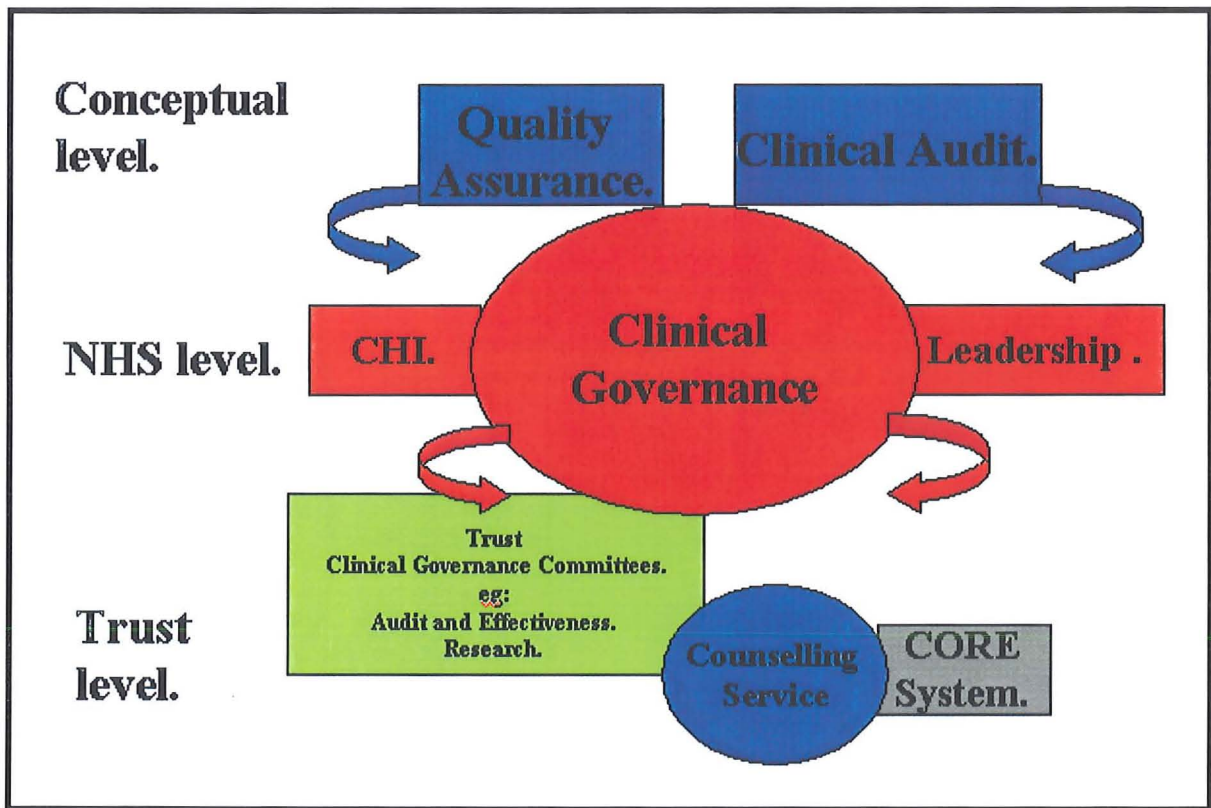 Conceptual
level.
Quality
Assurance.
Clinical Audit.
NHS level.
CHI.
Clinical
Governance
Leadership .
Trust
level.
Trust
Clinical Governance Committees.
eg:
Audit and Effectiveness.
Research.
Counselling
Service
CORE
System.